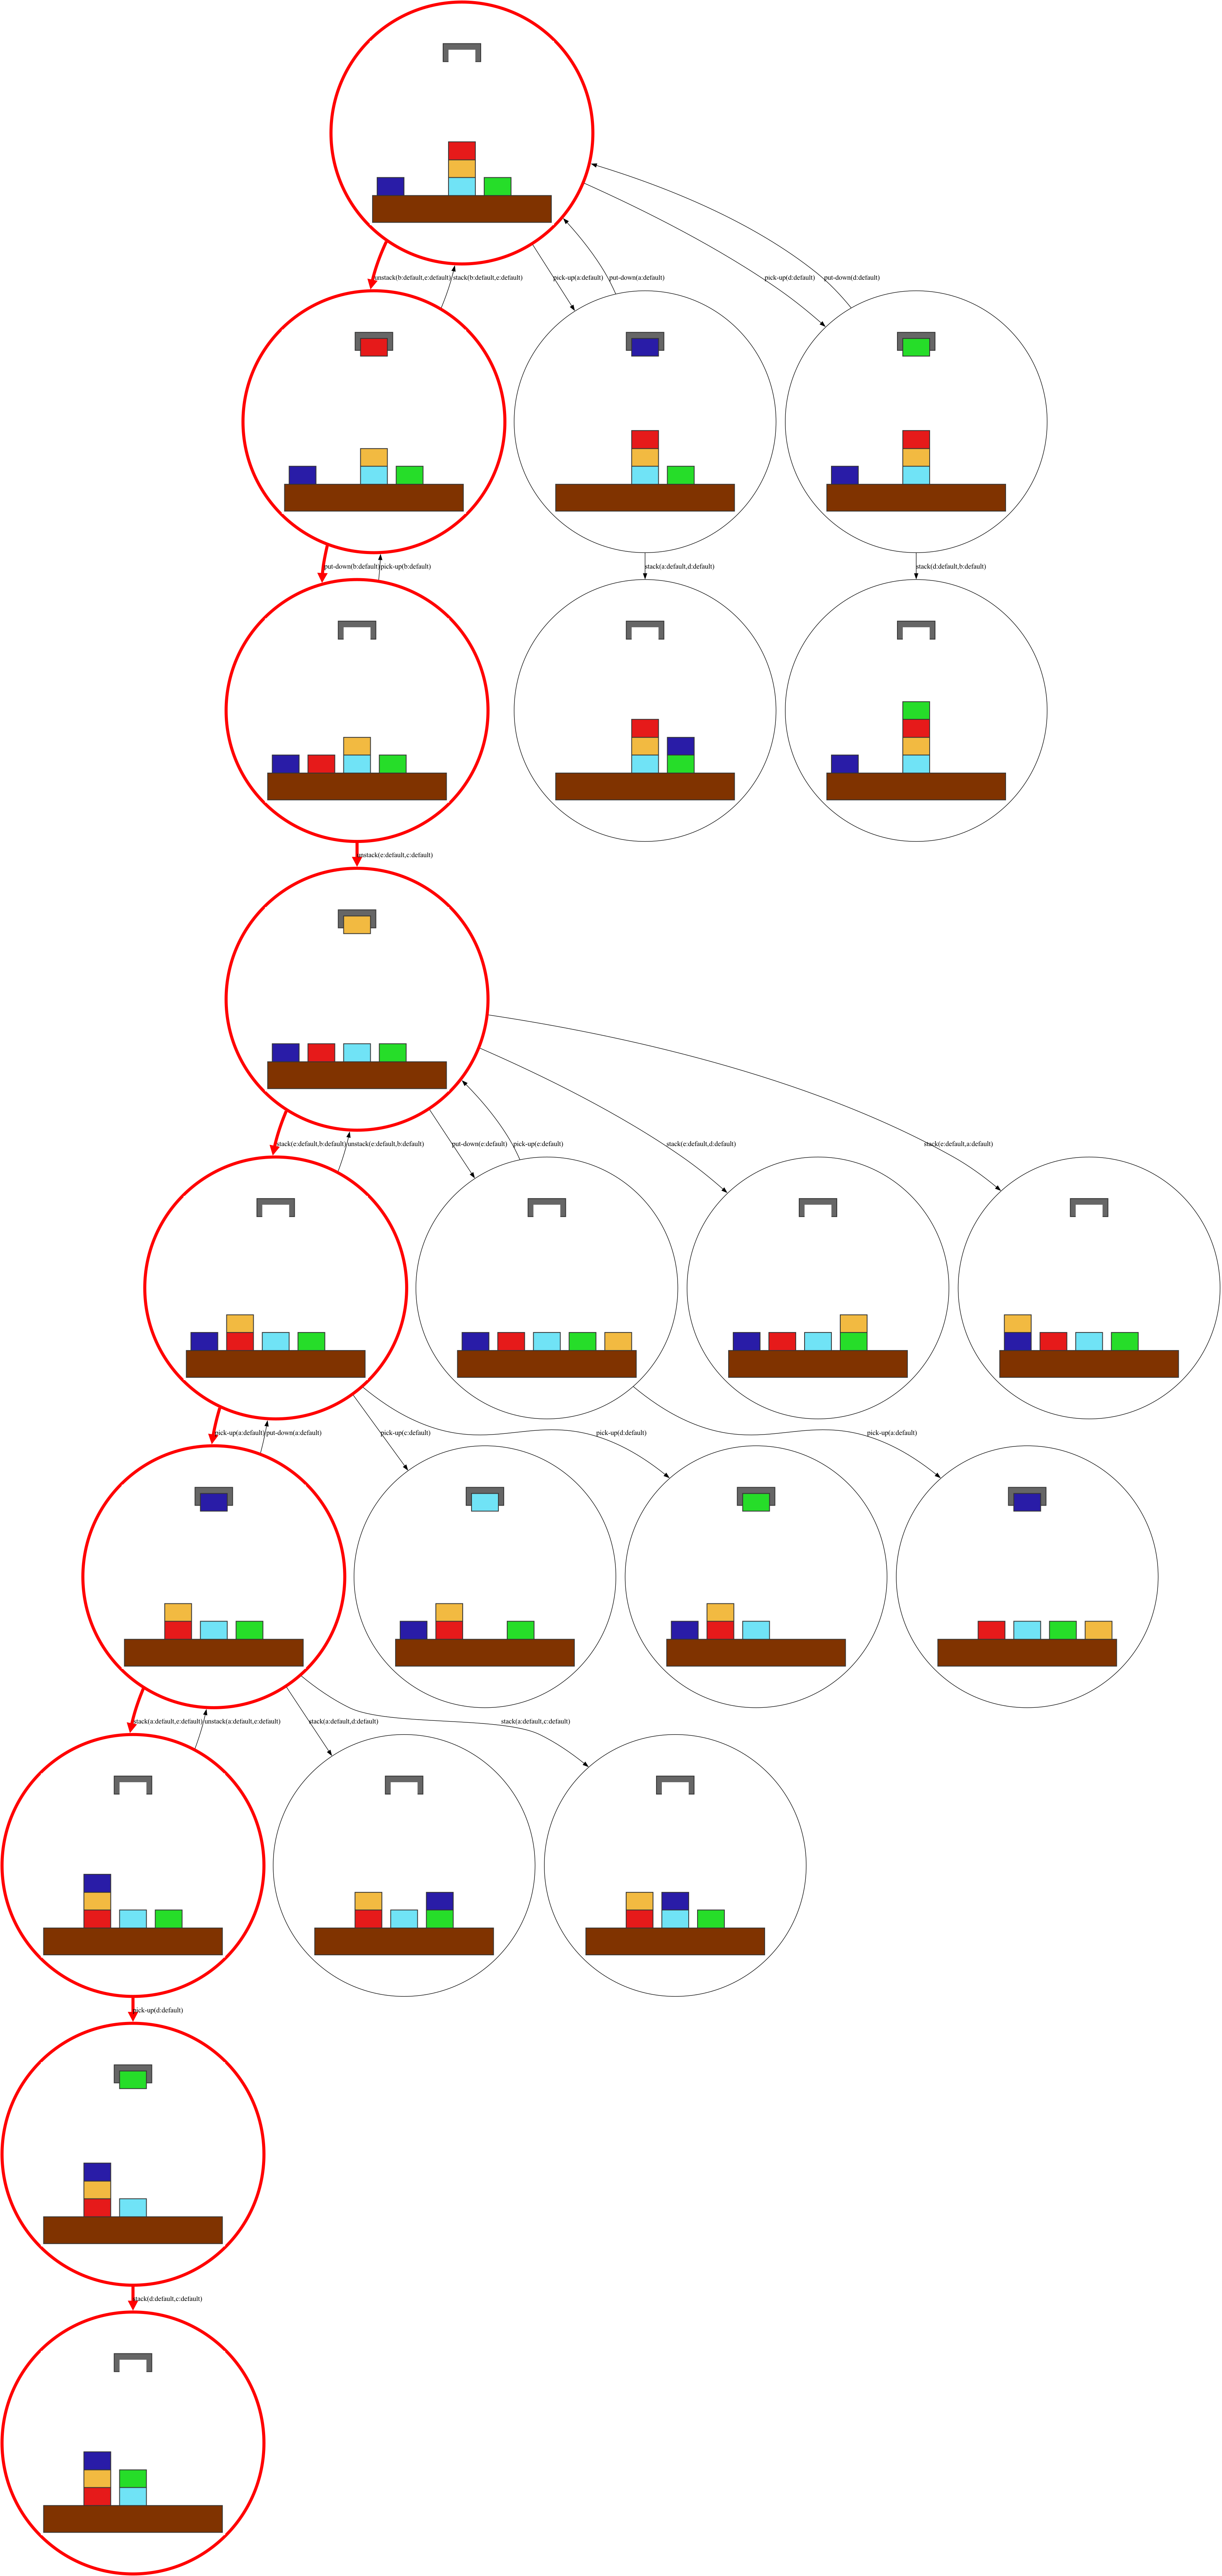 unstack(b:default,e:default)
stack(b:default,e:default)
pick-up(a:default)
put-down(a:default)
pick-up(d:default)
put-down(d:default)
put-down(b:default)
pick-up(b:default)
stack(a:default,d:default)
stack(d:default,b:default)
unstack(e:default,c:default)
stack(e:default,b:default)
unstack(e:default,b:default)
put-down(e:default)
pick-up(e:default)
stack(e:default,d:default)
stack(e:default,a:default)
pick-up(a:default)
put-down(a:default)
pick-up(c:default)
pick-up(d:default)
pick-up(a:default)
stack(a:default,e:default)
unstack(a:default,e:default)
stack(a:default,d:default)
stack(a:default,c:default)
pick-up(d:default)
stack(d:default,c:default)